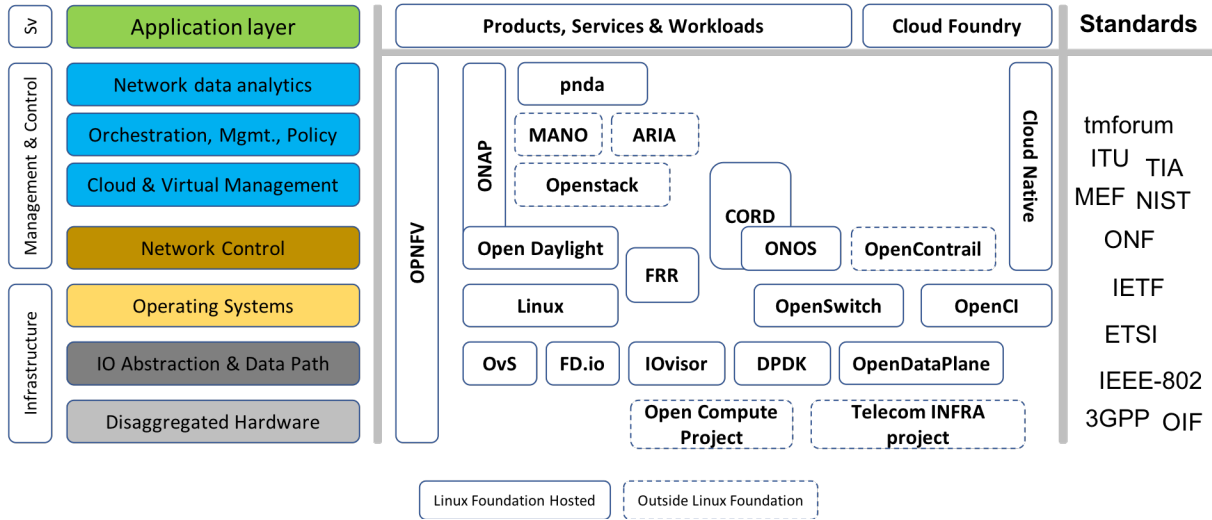 Sv
Application layer
Products, Services & Workloads
Cloud Foundry
Standards
Management & Control
Network data analytics
Orchestration, Mgmt., Policy
Cloud & Virtual Management
Network Control
Infrastructure
Operating Systems
IO Abstraction & Data Path
Disaggregated Hardware
OPNFV
ONAP
pnda
MANO
ARIA
Openstack
CORD
Cloud Native
Open Daylight
FRR
ONOS
OpenContrail
Linux
OpenSwitch
OpenCI
OvS
FD.io
IOvisor
DPDK
OpenDataPlane
Open Compute
Project
Telecom INFRA
project
tmforum
ITU
TIA
MEF
NIST
ONF
IETF
ETSI
IEEE-802
3GPP
OIF
Linux Foundation Hosted
Outside Linux Foundation